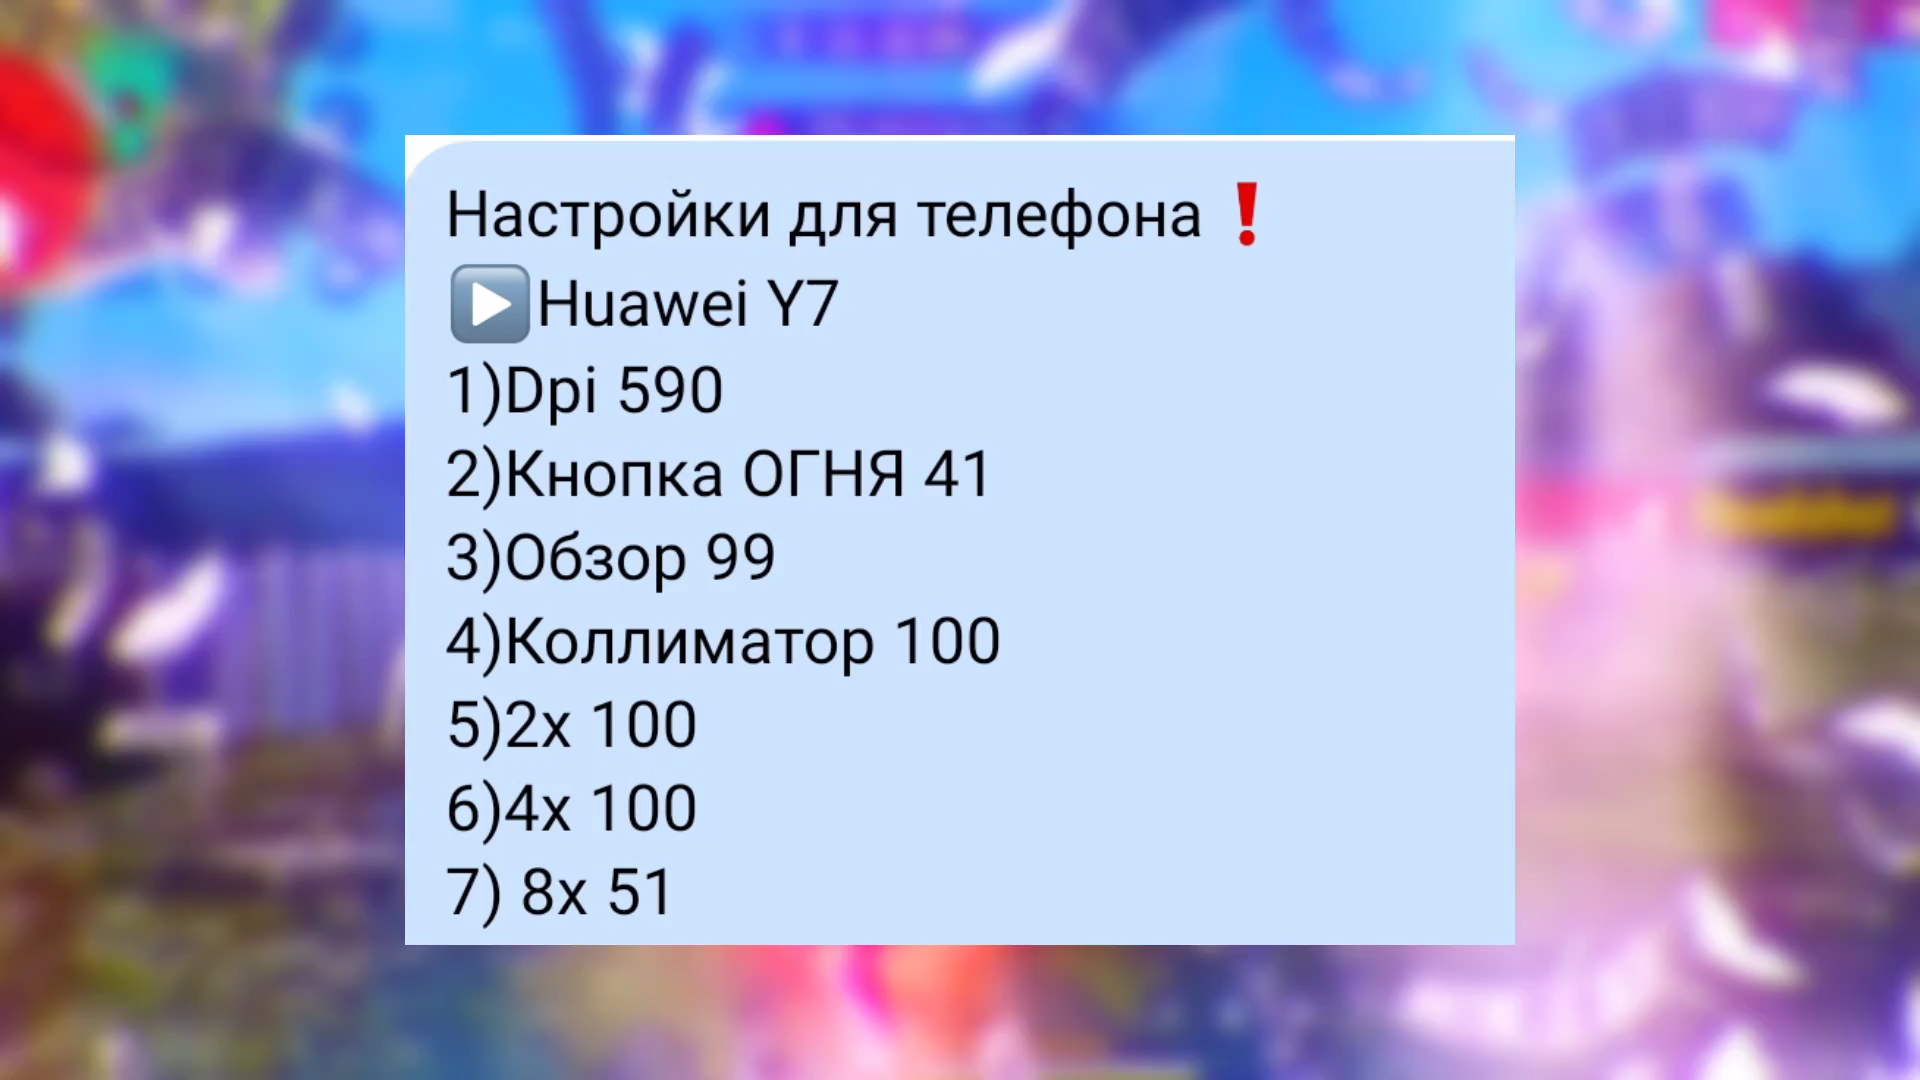 Настройки для телефона❗
▶️Huawei Y7
1)Dpi 590
2)Кнопка ОГНЯ 41
3)Обзор 99
4)Коллиматор 100
5)2x 100
6)4x 100
7) 8x 51